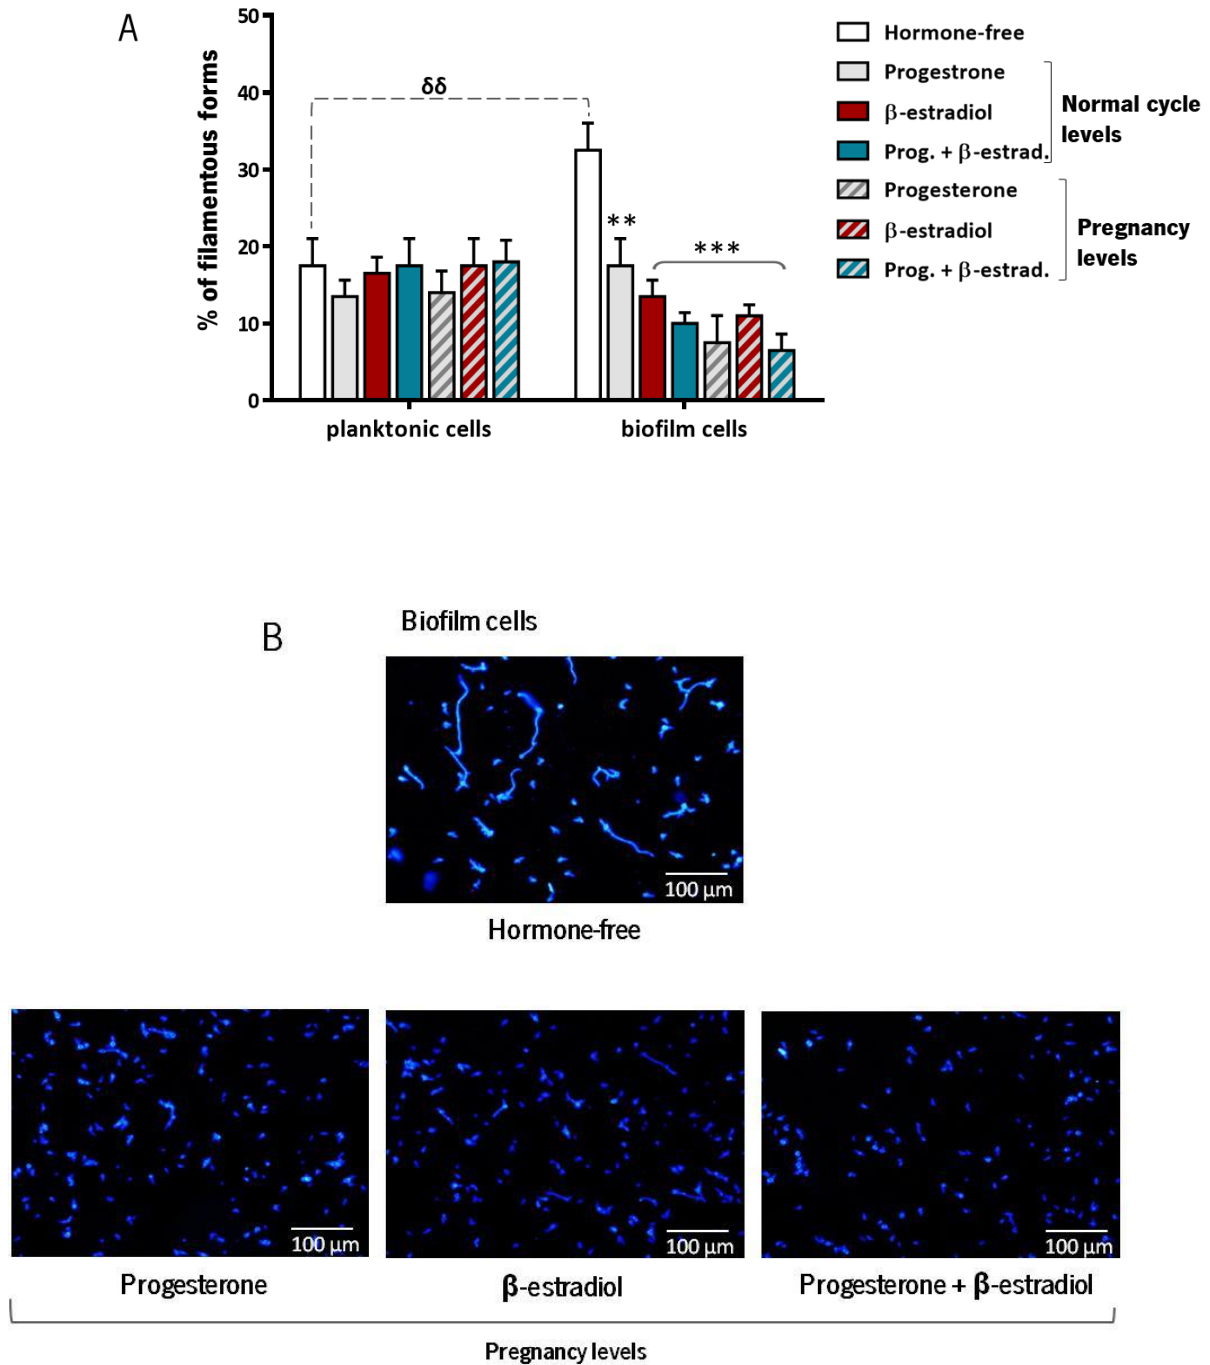 A
50
40
30
20
10
0
% of filamentous forms
δδ
**
***
planktonic cells
biofilm cells
Hormone-free
Progestrone
β-estradiol
Prog. + β-estrad.
Normal cycle
levels
Progesterone
β-estradiol
Prog. + β-estrad.
Pregnancy
levels
B
Biofilm cells
100 µm
Hormone-free
100 µm
100 µm
100 µm
Progesterone
β-estradiol
Progesterone + β-estradiol
Pregnancy levels